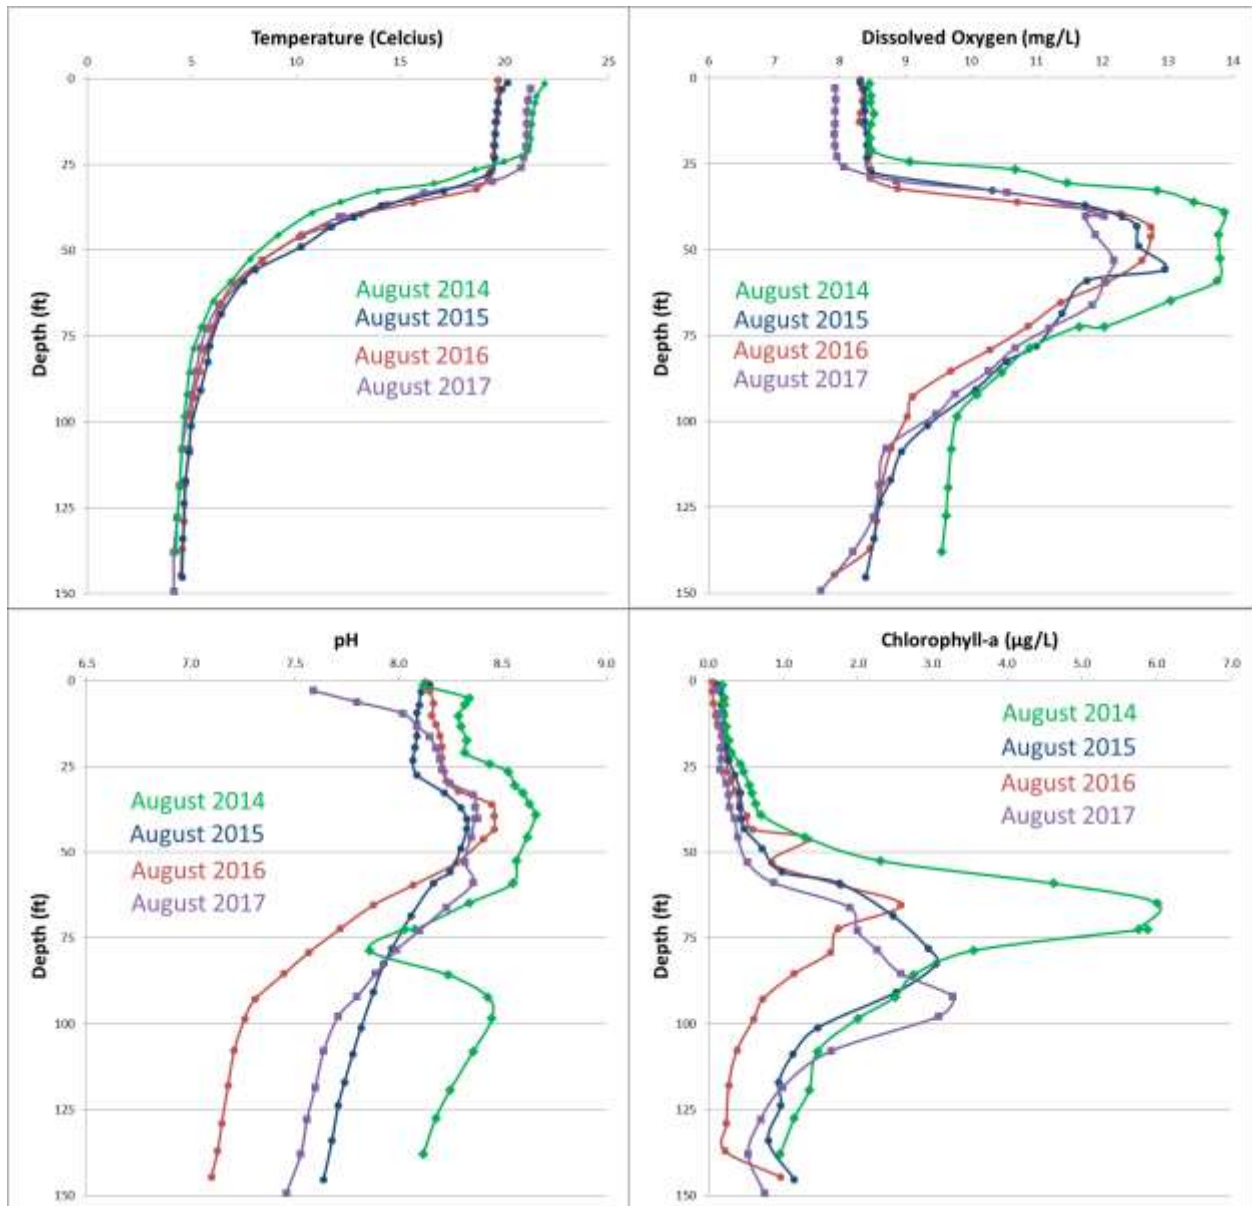 Temperature (Celcius)
0 5 10 15 20 25
0
25
50
75
100
125
150
Depth (ft)
August 2014
August 2015
August 2016
August 2017
Dissolved Oxygen (mg/L)
6 7 8 9 10 11 12 13 14
0
25
50
75
100
125
150
Depth (ft)
August 2014
August 2015
August 2016
August 2017
pH
6.5 7.0 7.5 8.0 8.5 9.0
0
25
50
75
100
125
150
Depth (ft)
August 2014
August 2015
August 2016
August 2017
Chlorophyll-a (µg/L)
0.0 1.0 2.0 3.0 4.0 5.0 6.0 7.0
0
25
50
75
100
125
150
Depth (ft)
August 2014
August 2015
August 2016
August 2017